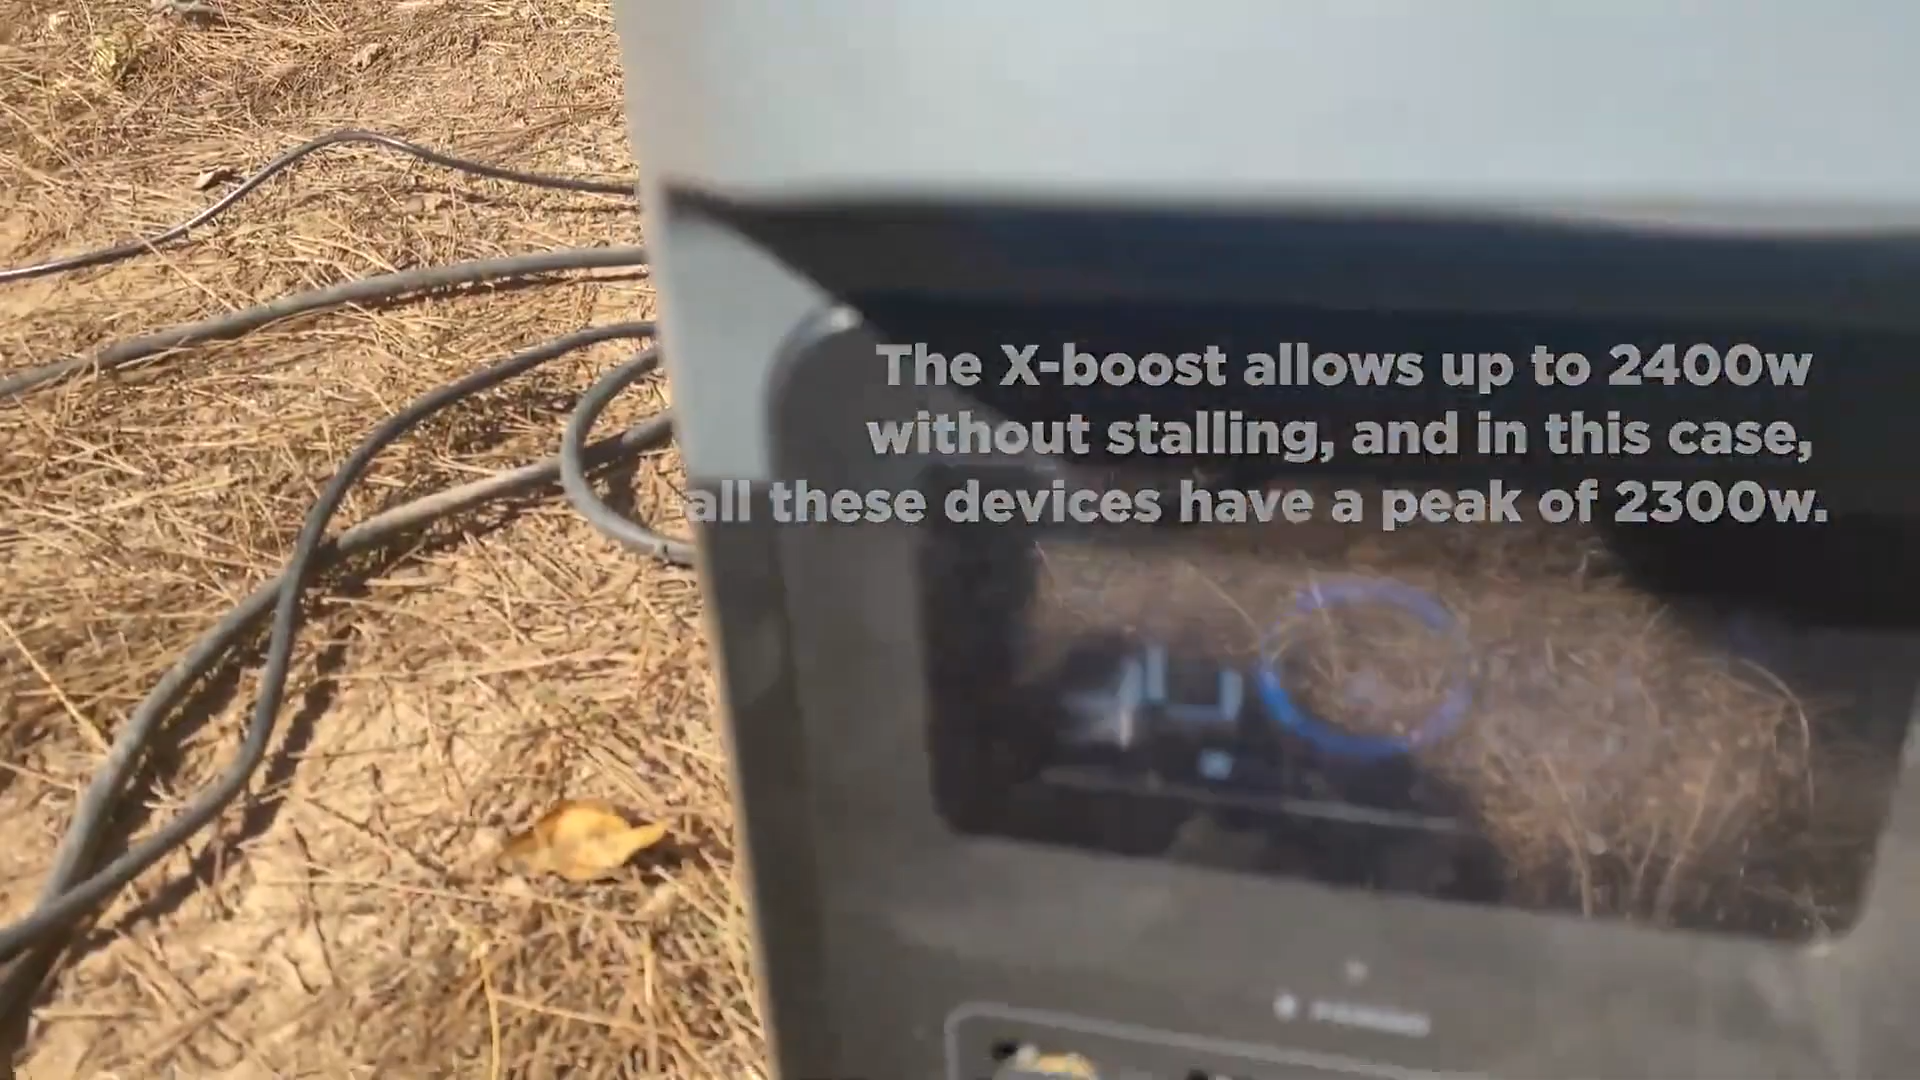 The X-boost allows up to 2400w
without stalling, and in this case,
all these devices have a peak of 2300w.